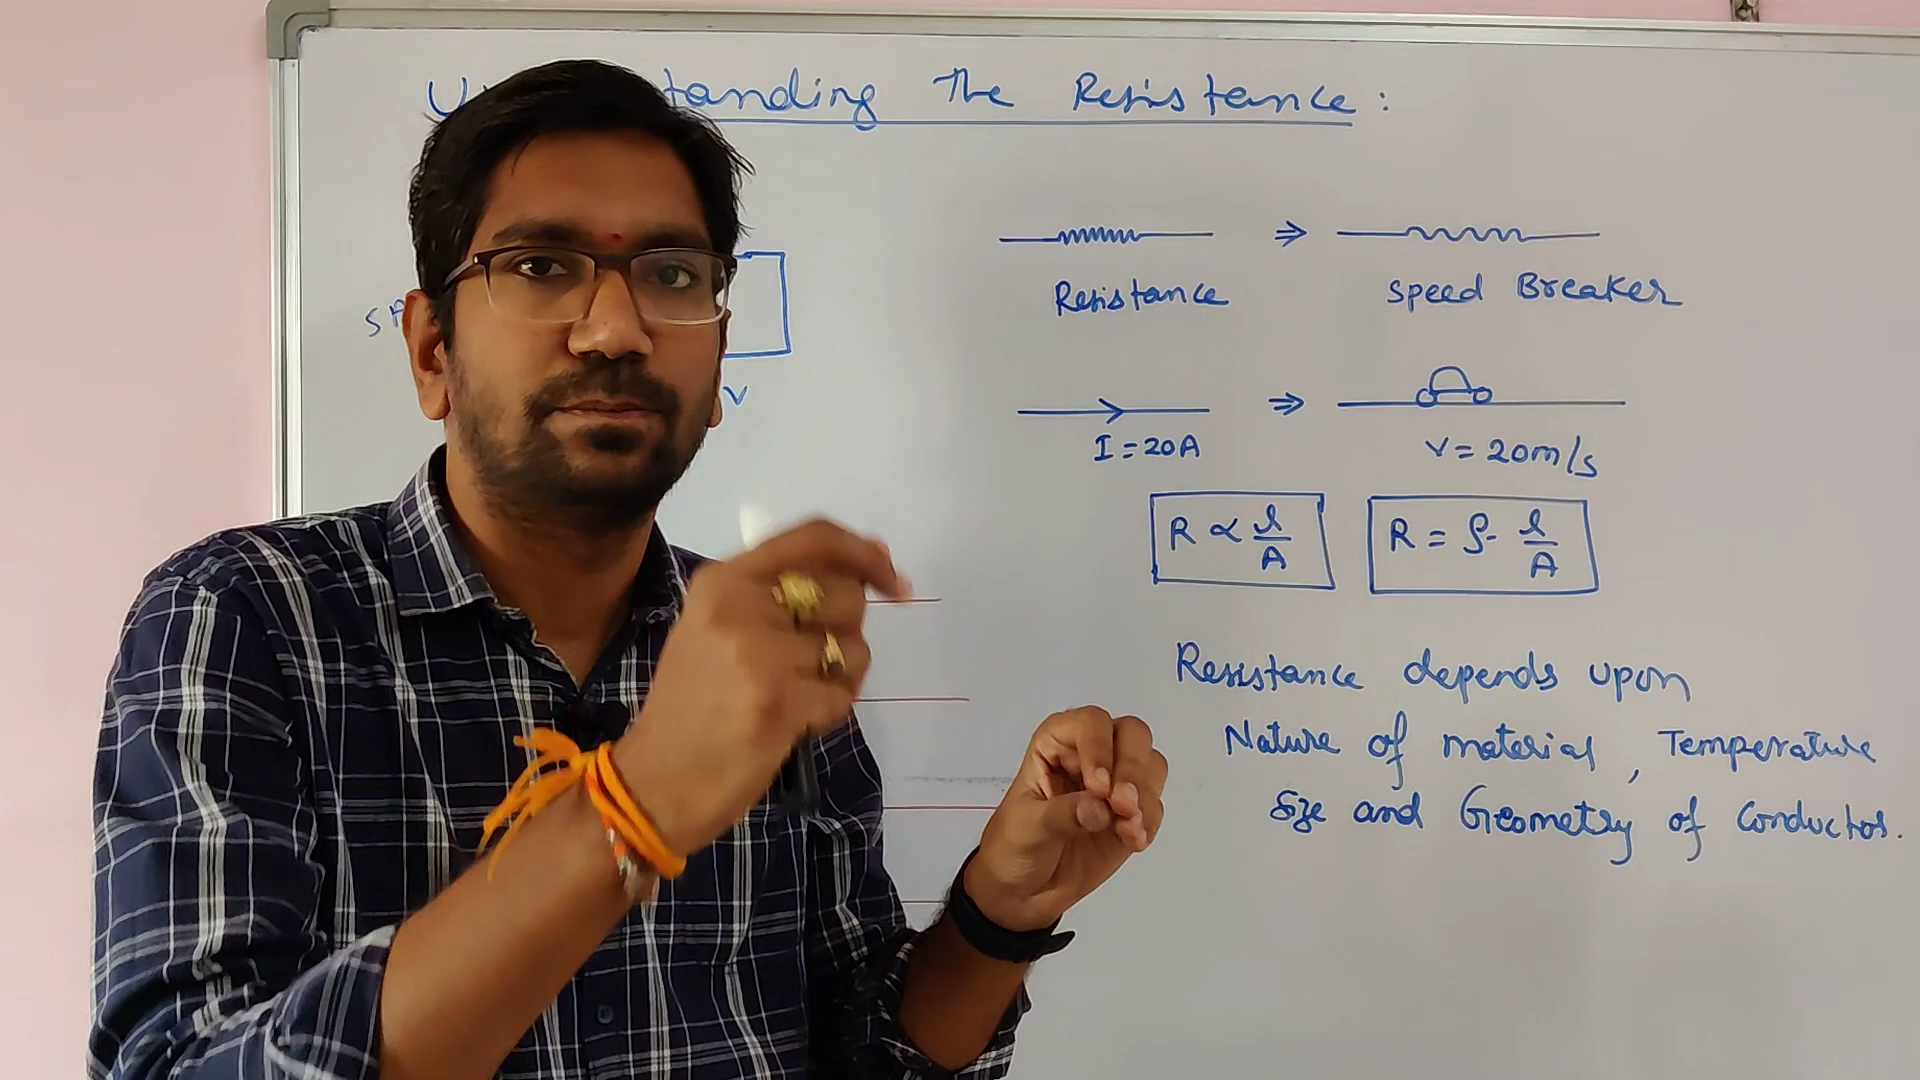 The Resistance :
Resistance ⇒ Speed Breaker
V
I = 20A ⇒ V = 20m/s
R ∝ l/A
R = ρ · l/A
Resistance depends upon
Nature of material , Temperature
Size and Geometry of Conductor.